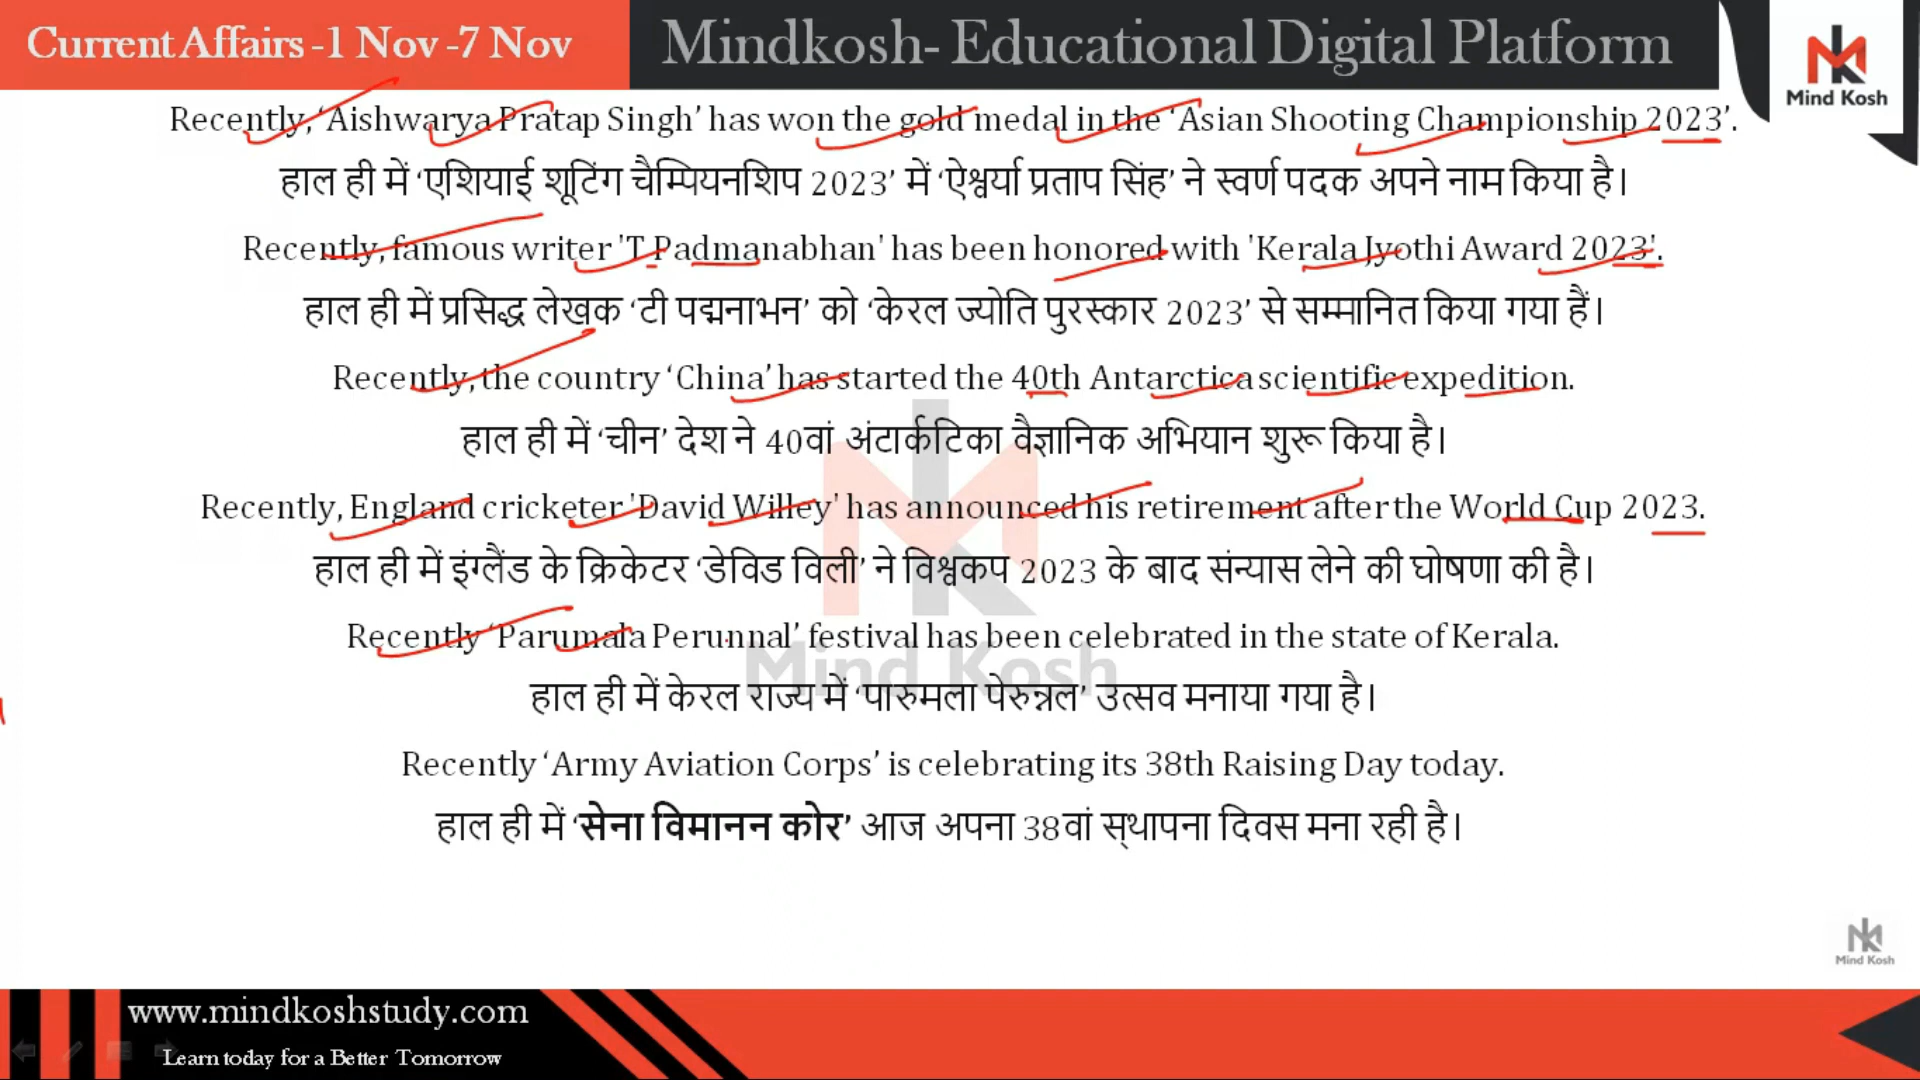 Current Affairs -1 Nov -7 Nov
Mindkosh- Educational Digital Platform
Mind Kosh
Recently, ‘Aishwarya Pratap Singh’ has won the gold medal in the ‘Asian Shooting Championship 2023’.
हाल ही में ‘एशियाई शूटिंग चैम्पियनशिप 2023’ में ‘ऐश्वर्या प्रताप सिंह’ ने स्वर्ण पदक अपने नाम किया है।
Recently, famous writer 'T Padmanabhan' has been honored with 'Kerala Jyothi Award 2023'.
हाल ही में प्रसिद्ध लेखक ‘टी पद्मनाभन’ को ‘केरल ज्योति पुरस्कार 2023’ से सम्मानित किया गया हैं।
Recently, the country ‘China’ has started the 40th Antarctica scientific expedition.
हाल ही में ‘चीन’ देश ने 40वां अंटार्कटिका वैज्ञानिक अभियान शुरू किया है।
Recently, England cricketer 'David Willey' has announced his retirement after the World Cup 2023.
हाल ही में इंग्लैंड के क्रिकेटर ‘डेविड विली’ ने विश्वकप 2023 के बाद संन्यास लेने की घोषणा की है।
Recently ‘Parumala Perunnal’ festival has been celebrated in the state of Kerala.
Mind Kosh
हाल ही में केरल राज्य में ‘पारुमला पेरुन्नल’ उत्सव मनाया गया है।
Recently ‘Army Aviation Corps’ is celebrating its 38th Raising Day today.
हाल ही में ‘सेना विमानन कोर’ आज अपना 38वां स्थापना दिवस मना रही है।
Mind Kosh
www.mindkoshstudy.com
Learn today for a Better Tomorrow